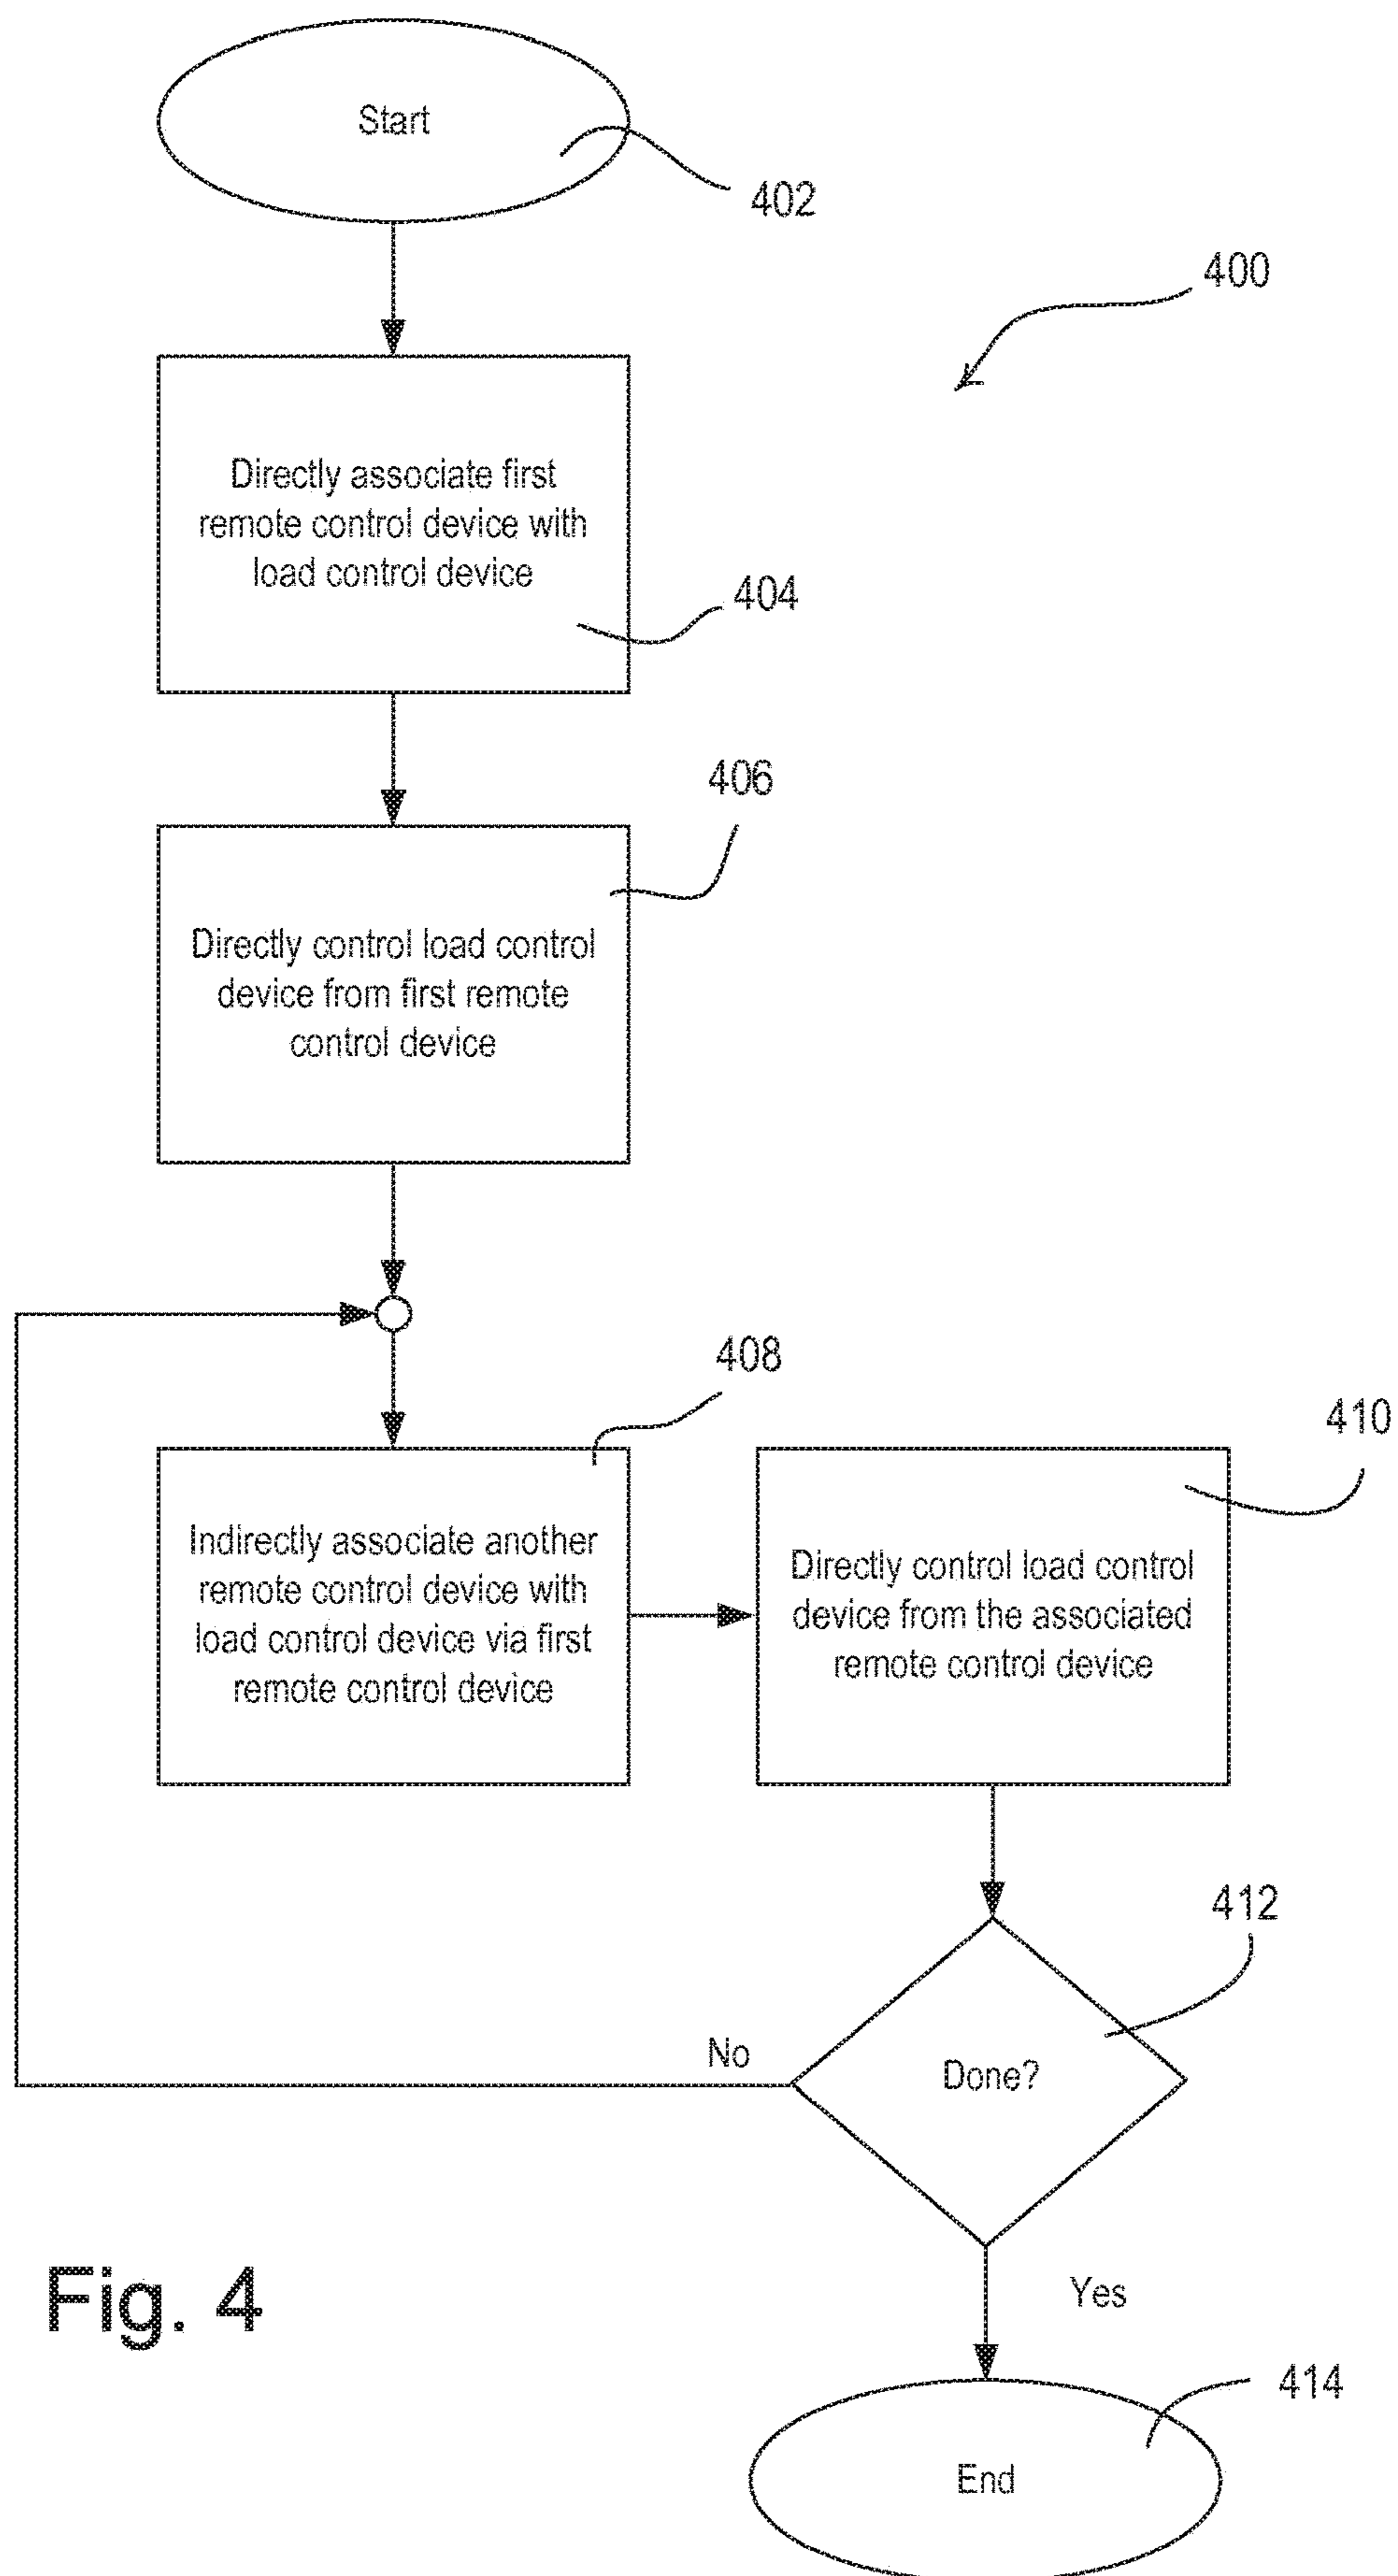 Start
402
400
Directly associate first
remote control device with
load control device
404
406
Directly control load control
device from first remote
control device
408
410
Indirectly associate another
remote control device with
load control device via first
remote control device
Directly control load control
device from the associated
remote control device
412
No
Done?
Yes
Fig. 4
414
End